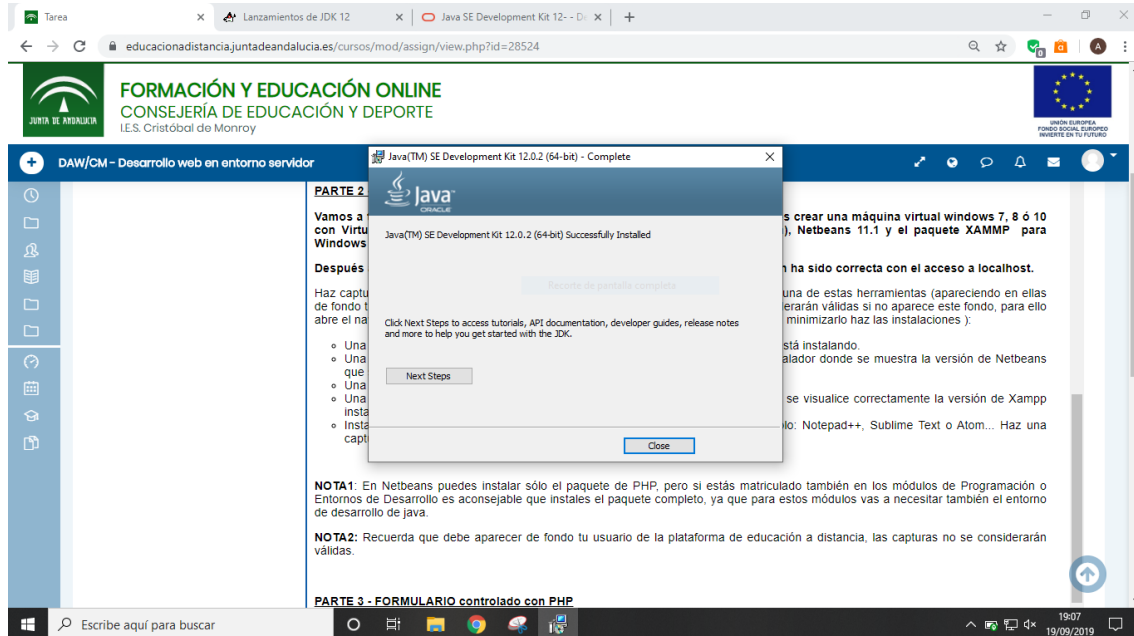 Tarea
Lanzamientos de JDK 12
Java SE Development Kit 12- - D
educacionadistancia.juntadeandalucia.es/cursos/mod/assign/view.php?id=28524
JUNTA DE ANDALUCIA
FORMACIÓN Y EDUCACIÓN ONLINE
CONSEJERÍA DE EDUCACIÓN Y DEPORTE
I.E.S. Cristóbal de Monroy
UNIÓN EUROPEA
FONDO SOCIAL EUROPEO
INVIERTE EN TU FUTURO
DAW/CM - Desarrollo web en entorno servidor
Java(TM) SE Development Kit 12.0.2 (64-bit) - Complete
Java
ORACLE
Java(TM) SE Development Kit 12.0.2 (64-bit) Successfully Installed
Recorte de pantalla completa
Click Next Steps to access tutorials, API documentation, developer guides, release notes
and more to help you get started with the JDK.
Next Steps
Close
PARTE 2
Vamos a s crear una máquina virtual windows 7, 8 ó 10
con Virtu ), Netbeans 11.1 y el paquete XAMMP para
Windows
Después n ha sido correcta con el acceso a localhost.
Haz captu una de estas herramientas (apareciendo en ellas
de fondo t erarán válidas si no aparece este fondo, para ello
abre el na minimizarlo haz las instalaciones ):
Una stá instalando.
Una alador donde se muestra la versión de Netbeans
que
Una
Una se visualice correctamente la versión de Xampp
insta
Insta lo: Notepad++, Sublime Text o Atom... Haz una
capt
NOTA1: En Netbeans puedes instalar sólo el paquete de PHP, pero si estás matriculado también en los módulos de Programación o
Entornos de Desarrollo es aconsejable que instales el paquete completo, ya que para estos módulos vas a necesitar también el entorno
de desarrollo de java.
NOTA2: Recuerda que debe aparecer de fondo tu usuario de la plataforma de educación a distancia, las capturas no se considerarán
válidas.
PARTE 3 - FORMULARIO controlado con PHP
Escribe aquí para buscar
19:07
19/09/2019